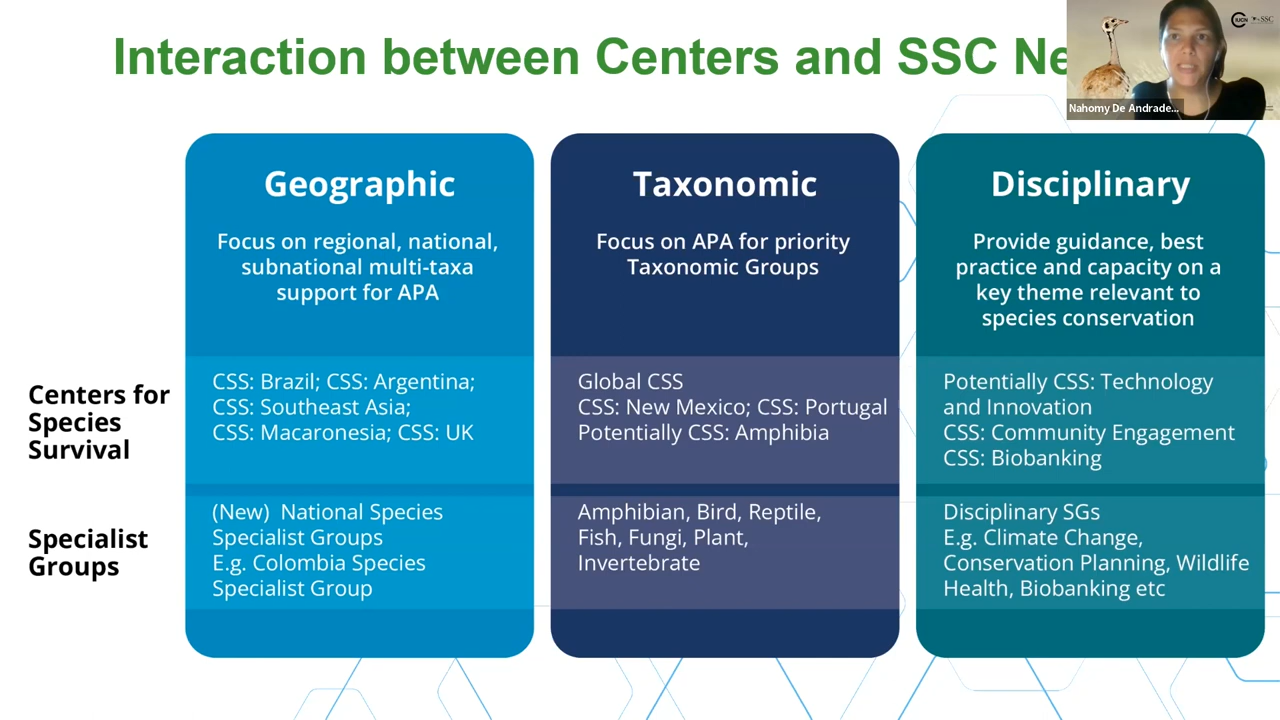 Interaction between Centers and SSC Ne
IUCN SSC
Nahomy De Andrade...
Geographic
Focus on regional, national,
subnational multi-taxa
support for APA
Taxonomic
Focus on APA for priority
Taxonomic Groups
Disciplinary
Provide guidance, best
practice and capacity on a
key theme relevant to
species conservation
Centers for
Species
Survival
CSS: Brazil; CSS: Argentina;
CSS: Southeast Asia;
CSS: Macaronesia; CSS: UK
Global CSS
CSS: New Mexico; CSS: Portugal
Potentially CSS: Amphibia
Potentially CSS: Technology
and Innovation
CSS: Community Engagement
CSS: Biobanking
Specialist
Groups
(New)  National Species
Specialist Groups
E.g. Colombia Species
Specialist Group
Amphibian, Bird, Reptile,
Fish, Fungi, Plant,
Invertebrate
Disciplinary SGs
E.g. Climate Change,
Conservation Planning, Wildlife
Health, Biobanking etc